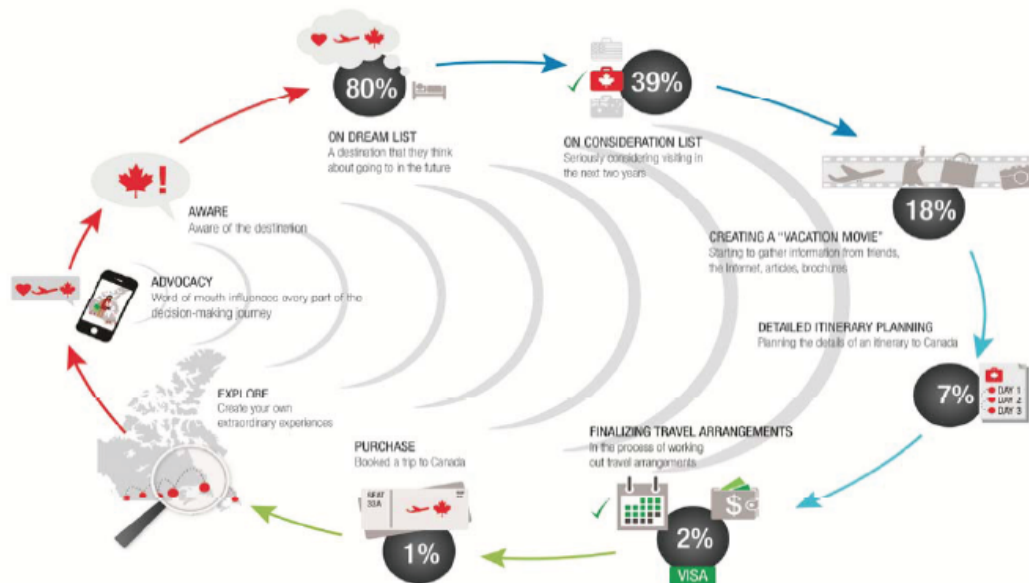 80%
ON DREAM LIST
A destination that they think
about going to in the future
39%
ON CONSIDERATION LIST
Seriously considering visiting in
the next two years
18%
CREATING A "VACATION MOVIE"
Starting to gather information from friends,
the Internet, articles, brochures
DETAILED ITINERARY PLANNING
Planning the details of an itinerary to Canada
7%
DAY 1
DAY 2
DAY 3
FINALIZING TRAVEL ARRANGEMENTS
In the process of working
out travel arrangements
$
2%
VISA
PURCHASE
Booked a trip to Canada
SEAT
33A
1%
EXPLORE
Create your own
extraordinary experiences
ADVOCACY
Word of mouth influences every part of the
decision-making journey
!
AWARE
Aware of the destination